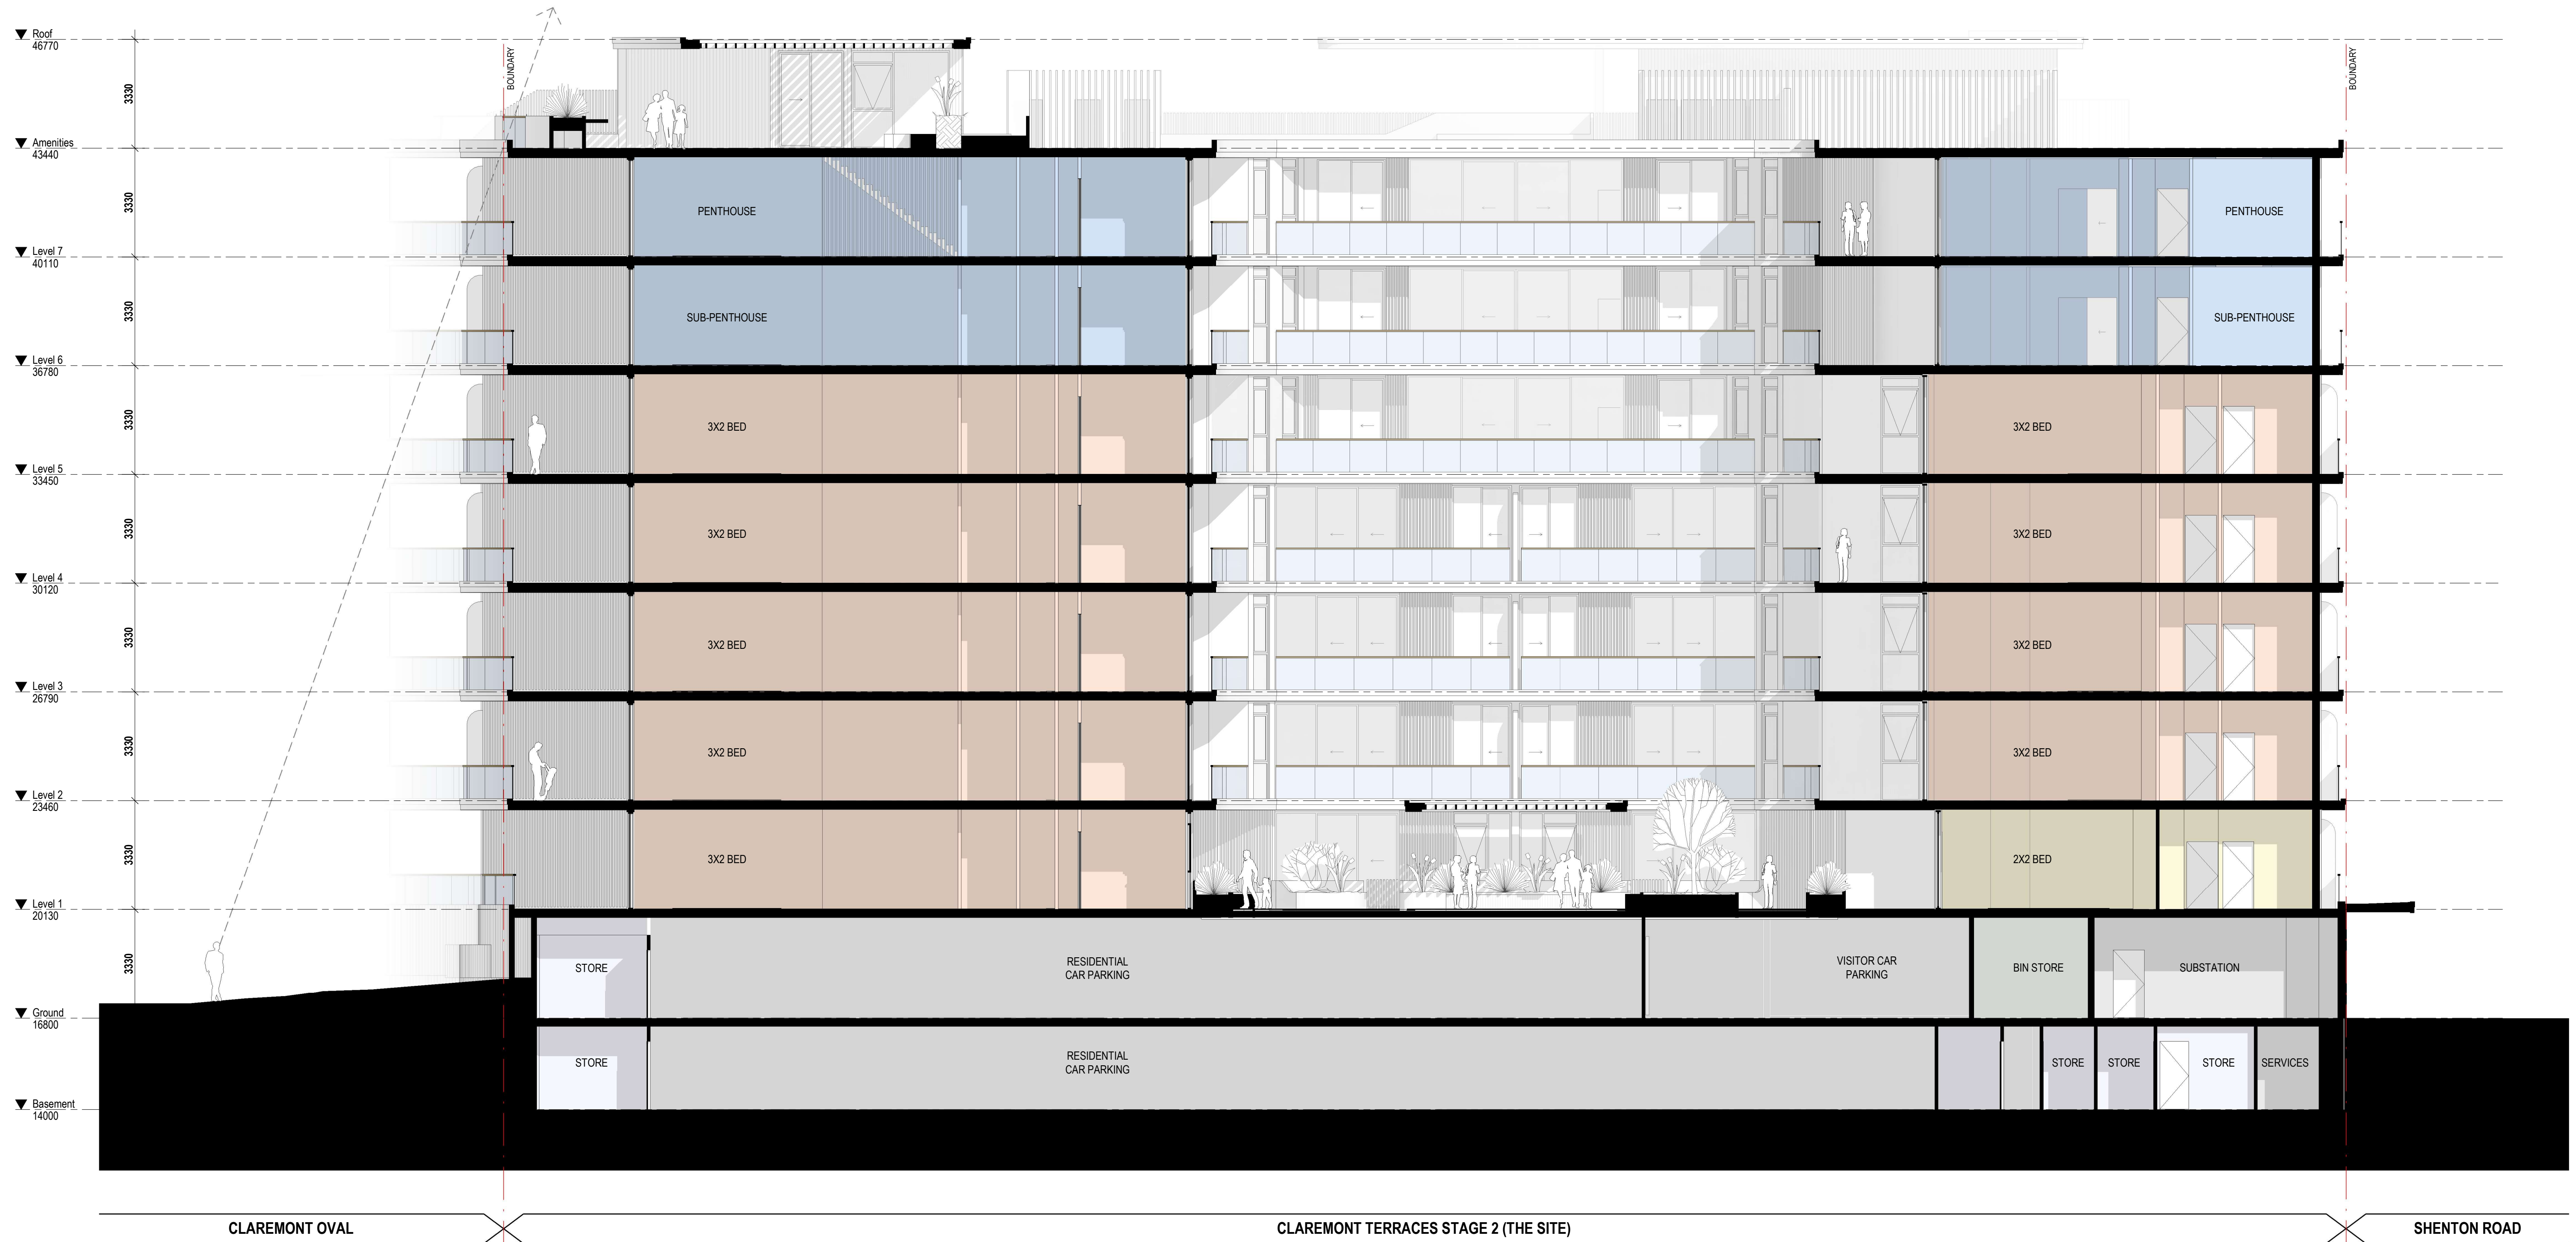 Roof
46770
BOUNDARY
BOUNDARY
3330
Amenities
43440
3330
PENTHOUSE
PENTHOUSE
Level 7
40110
3330
SUB-PENTHOUSE
SUB-PENTHOUSE
Level 6
36780
3330
3X2 BED
3X2 BED
Level 5
33450
3330
3X2 BED
3X2 BED
Level 4
30120
3330
3X2 BED
3X2 BED
Level 3
26790
3330
3X2 BED
3X2 BED
Level 2
23460
3330
3X2 BED
2X2 BED
Level 1
20130
3330
STORE
RESIDENTIAL
CAR PARKING
VISITOR CAR
PARKING
BIN STORE
SUBSTATION
Ground
16800
STORE
RESIDENTIAL
CAR PARKING
STORE
STORE
STORE
SERVICES
Basement
14000
CLAREMONT OVAL
CLAREMONT TERRACES STAGE 2 (THE SITE)
SHENTON ROAD